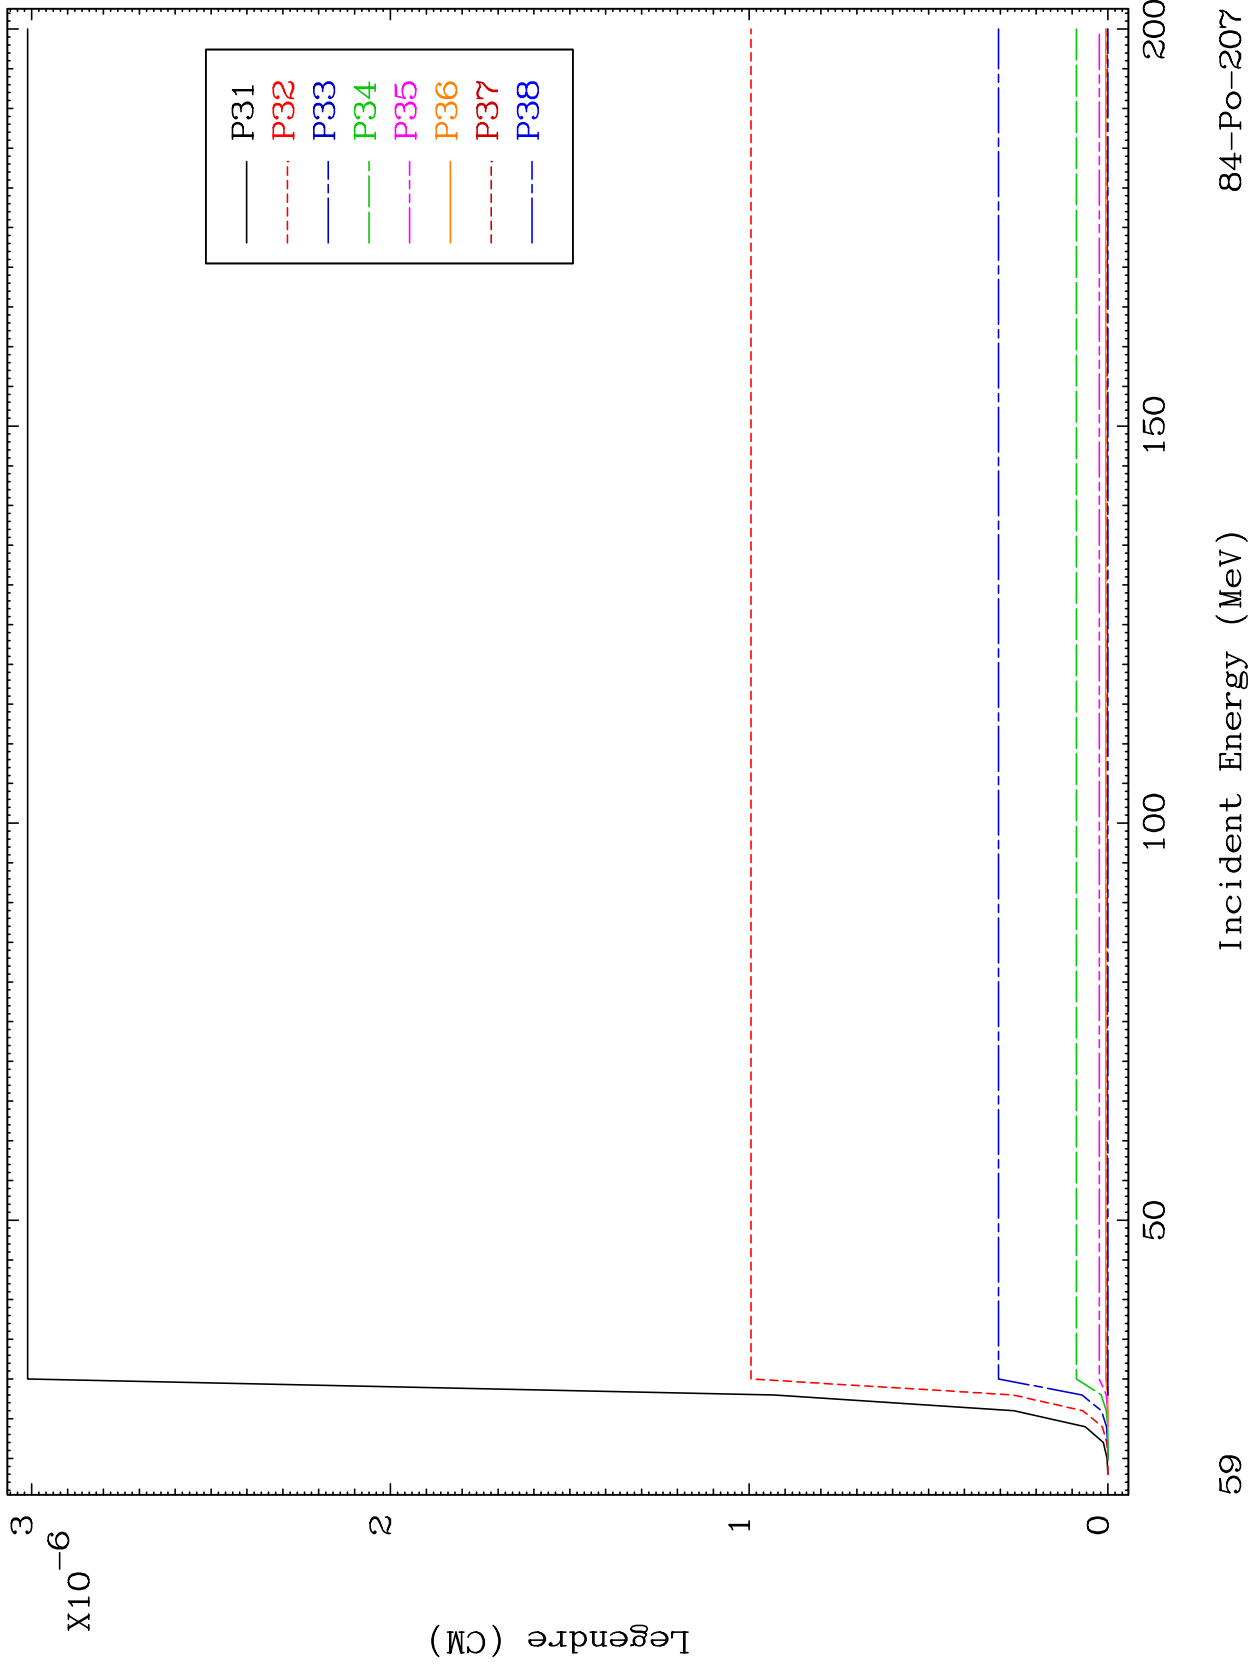 P31
P32
P33
P34
P35
P36
P37
P38
3
X10⁻⁶
2
1
0
Legendre (CM)
50
100
150
200
Incident Energy (MeV)
59
84-Po-207